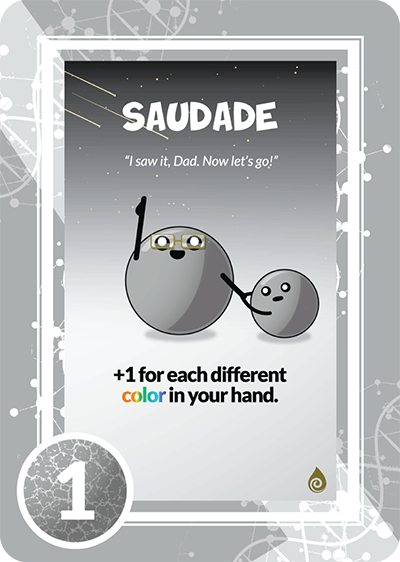 SAUDADE
“I saw it, Dad. Now let’s go!”
+1 for each different
color in your hand.
1